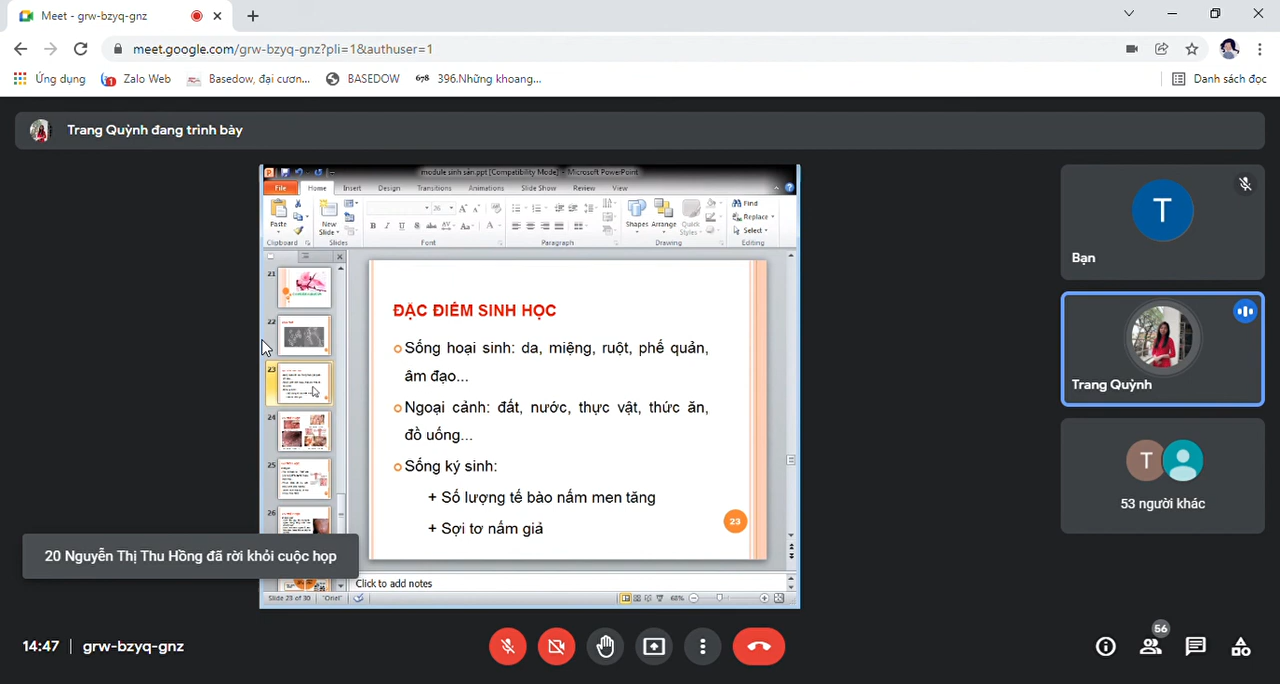 Meet - grw-bzyq-gnz
meet.google.com/grw-bzyq-gnz?pli=1&authuser=1
Ứng dụng Zalo Web Basedow, đại cươn... BASEDOW 678 396.Những khoang... Danh sách đọc
Trang Quỳnh đang trình bày
module sinh sản.ppt [Compatibility Mode] - Microsoft PowerPoint
File Home Insert Design Transitions Animations Slide Show Review View
Paste New Slide Shapes Arrange Quick Styles Find Replace Select
Clipboard Slides Font Paragraph Drawing Editing
21
22
23
24
25
26
ĐẶC ĐIỂM SINH HỌC
Sống hoại sinh: da, miệng, ruột, phế quản,
âm đạo...
Ngoại cảnh: đất, nước, thực vật, thức ăn,
đồ uống...
Sống ký sinh:
+ Số lượng tế bào nấm men tăng
+ Sợi tơ nấm giả
23
Click to add notes
Slide 23 of 30 "Oriel" 68%
T
Bạn
Trang Quỳnh
T
53 người khác
20 Nguyễn Thị Thu Hồng đã rời khỏi cuộc họp
14:47 | grw-bzyq-gnz
56